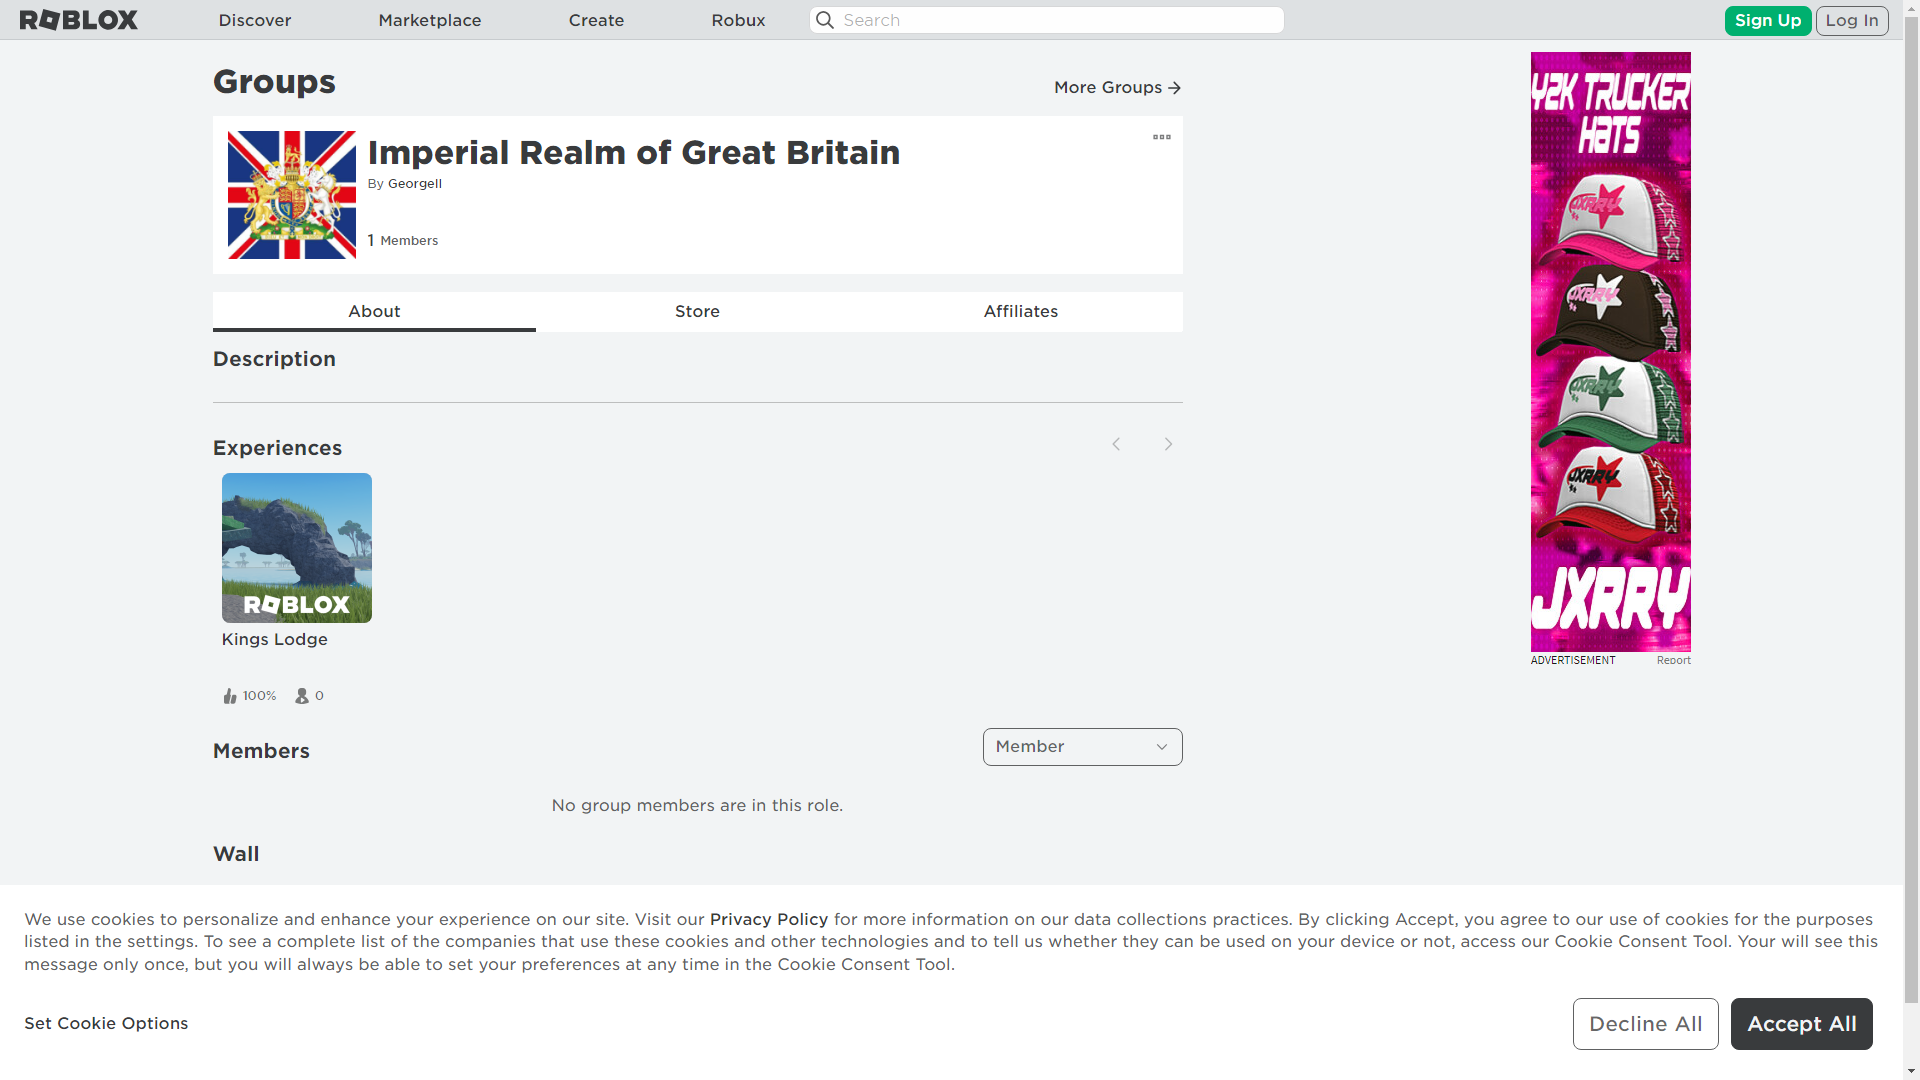 ROBLOX
Discover
Marketplace
Create
Robux
Search
Sign Up
Log In
Groups
More Groups
Imperial Realm of Great Britain
By Georgell
1 Members
About
Store
Affiliates
Description
Experiences
ROBLOX
Kings Lodge
100%
0
Members
Member
No group members are in this role.
Wall
Y2K TRUCKER
HATS
JXRRY
JXRRY
JXRRY
JXRRY
JXRRY
ADVERTISEMENT
Report
We use cookies to personalize and enhance your experience on our site. Visit our Privacy Policy for more information on our data collections practices. By clicking Accept, you agree to our use of cookies for the purposes
listed in the settings. To see a complete list of the companies that use these cookies and other technologies and to tell us whether they can be used on your device or not, access our Cookie Consent Tool. Your will see this
message only once, but you will always be able to set your preferences at any time in the Cookie Consent Tool.
Set Cookie Options
Decline All
Accept All